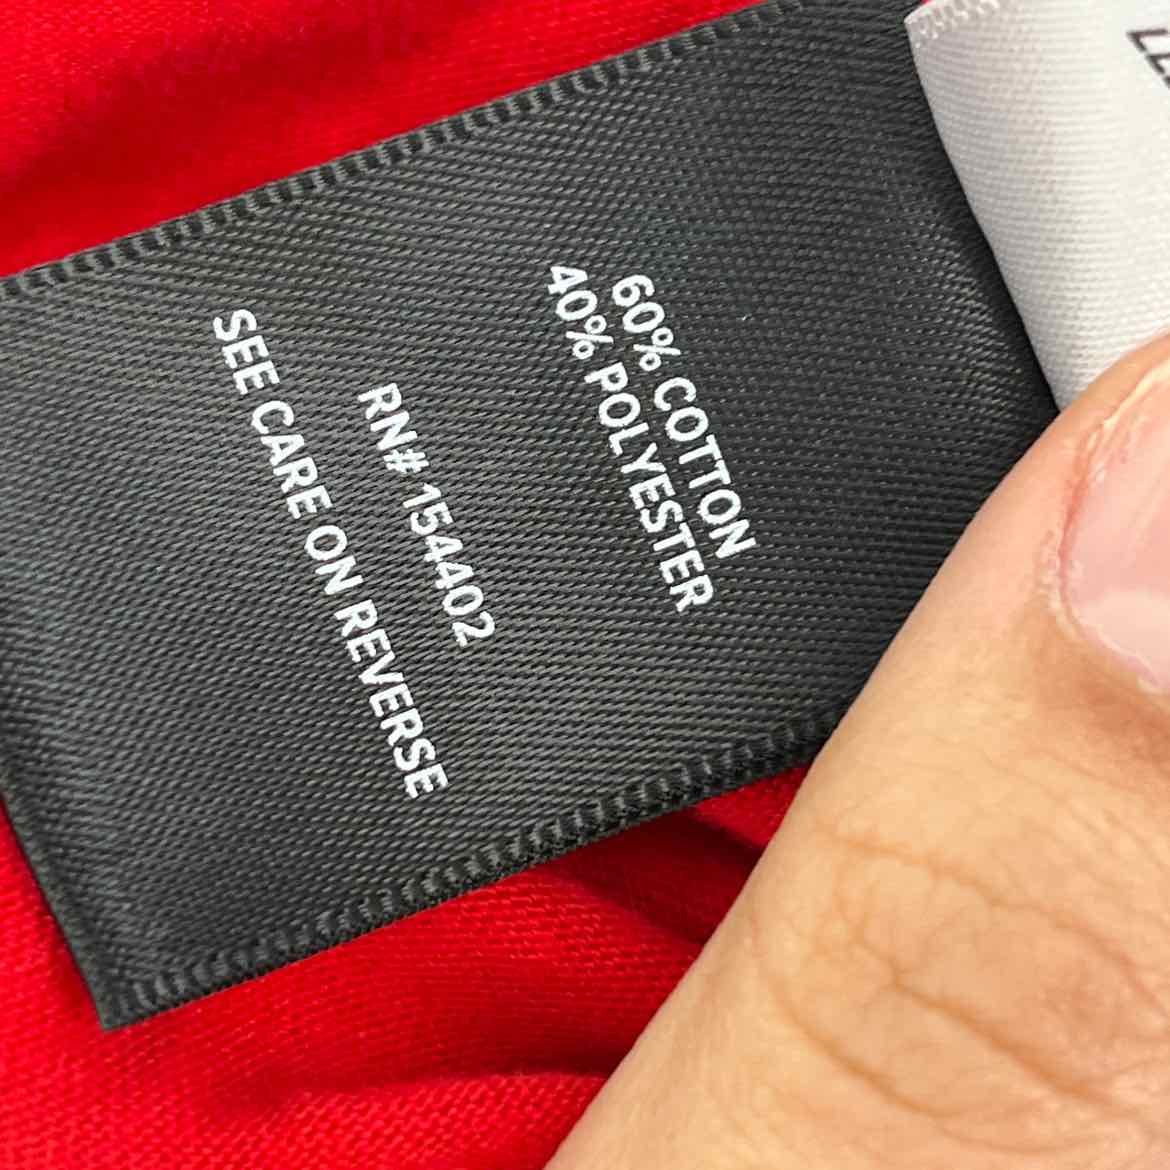 60% COTTON
40% POLYESTER
RN# 154402
SEE CARE ON REVERSE